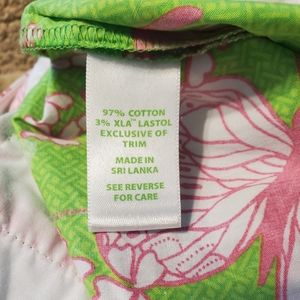 97% COTTON
3% XLA™ LASTOL
EXCLUSIVE OF
TRIM
MADE IN
SRI LANKA
SEE REVERSE
FOR CARE